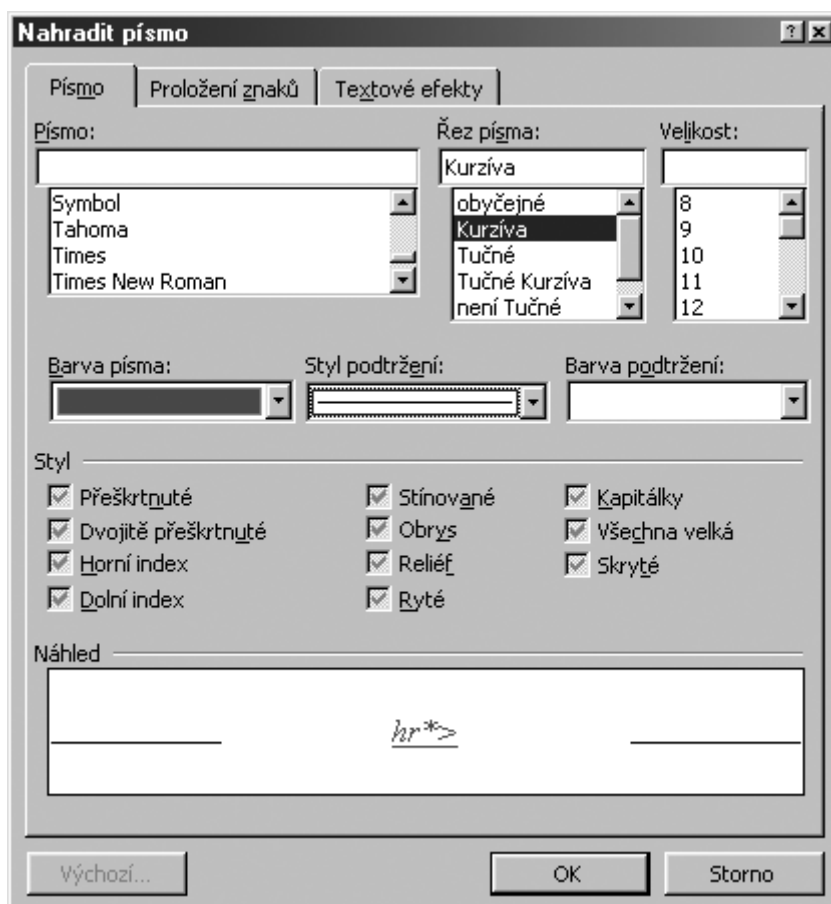 Nahradit písmo
Písmo Proložení znaků Textové efekty
Písmo: Řez písma: Velikost:
Kurzíva
Symbol obyčejné 8
Tahoma Kurzíva 9
Times Tučné 10
Times New Roman Tučné Kurzíva 11
není Tučné 12
Barva písma: Styl podtržení: Barva podtržení:
Styl
Přeškrtnuté Stínované Kapitálky
Dvojitě přeškrtnuté Obrys Všechna velká
Horní index Reliéf Skryté
Dolní index Ryté
Náhled
hr*>
Výchozí... OK Storno